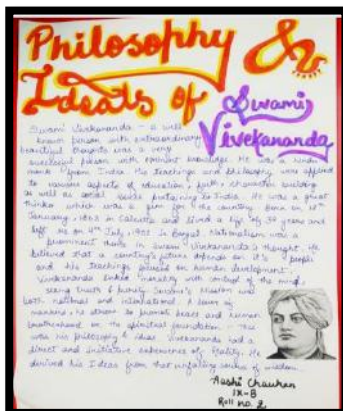 Philosophy &
Ideals of Swami
Vivekananda
Swami Vivekananda - a well
known person with extraordinary
beautiful thoughts was a very
successful person with eminent knowledge. He was a hindu
monk from India. His teachings and philosophy were applied
to various aspects of education, faith, character building
as well as social issues pertaining to India. He was a great
thinker which was a for the country. Born on 12th
January, 1863 in Calcutta and lived a life of 39 years and
left us on 4th July, 1902 in Bengal. Nationalism was a
prominent theme in Swami Vivekananda's thought. He
believed that a country's future depends on it's people
and his teachings focused on human development.
Vivekananda linked morality with control of the mind,
seeing truth & purity. Swami's mission was
both national and international. A lover of
mankind, he strove to promote peace and human
brotherhood on the spiritual foundation - this
was his philosophy & ideas. Vivekananda had a
direct and intuitive experience of reality. He
derived his Ideas from that unfailing source of wisdom.
Aashi Chauhan
IX-B
Roll no. 2